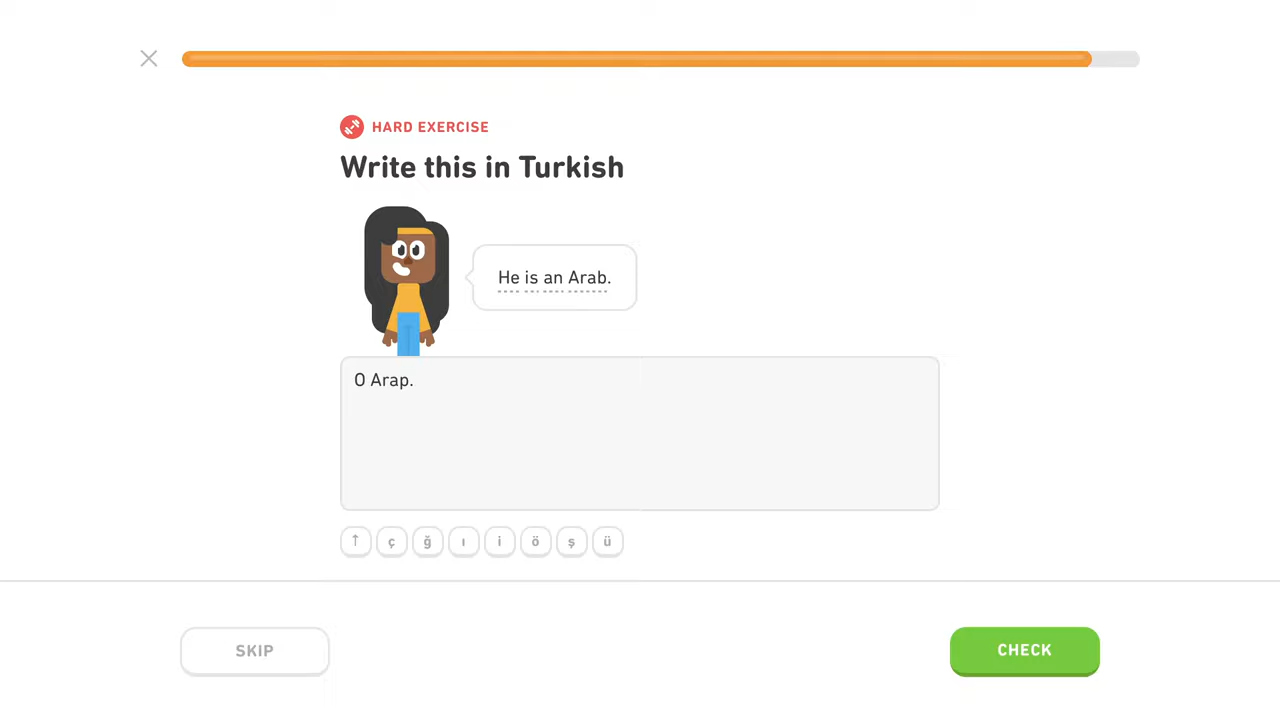 HARD EXERCISE
Write this in Turkish
He is an Arab.
O Arap.
↑ ç ğ ı i ö ş ü
SKIP
CHECK